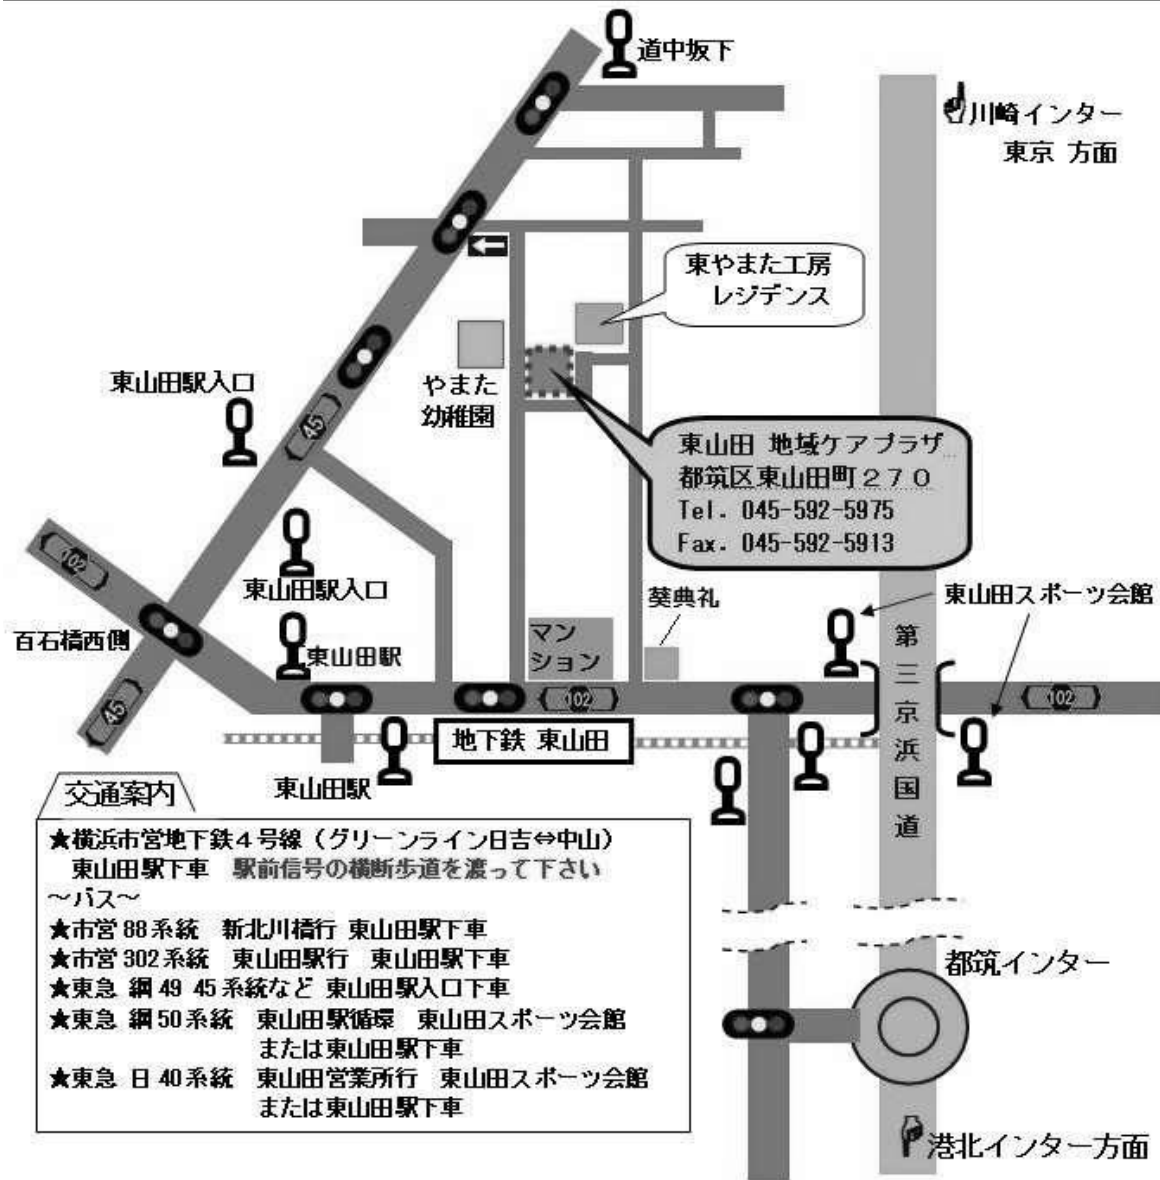 道中坂下
川崎インター
東京 方面
東やまた工房
レジデンス
東山田駅入口
やまた
幼稚園
45
東山田 地域ケアプラザ
都筑区東山田町270
Tel. 045-592-5975
Fax. 045-592-5913
102
東山田駅入口
葵典礼
東山田スポーツ会館
百石橋西側
東山田駅
マン
ション
第三京浜国道
45
102
102
地下鉄 東山田
東山田駅
交通案内
★横浜市営地下鉄4号線(グリーンライン日吉⇔中山)
東山田駅下車 駅前信号の横断歩道を渡って下さい
~バス~
★市営88系統 新北川橋行 東山田駅下車
★市営302系統 東山田駅行 東山田駅下車
★東急 綱49 45系統など 東山田駅入口下車
★東急 綱50系統 東山田駅循環 東山田スポーツ会館
または東山田駅下車
★東急 日40系統 東山田営業所行 東山田スポーツ会館
または東山田駅下車
都筑インター
港北インター方面